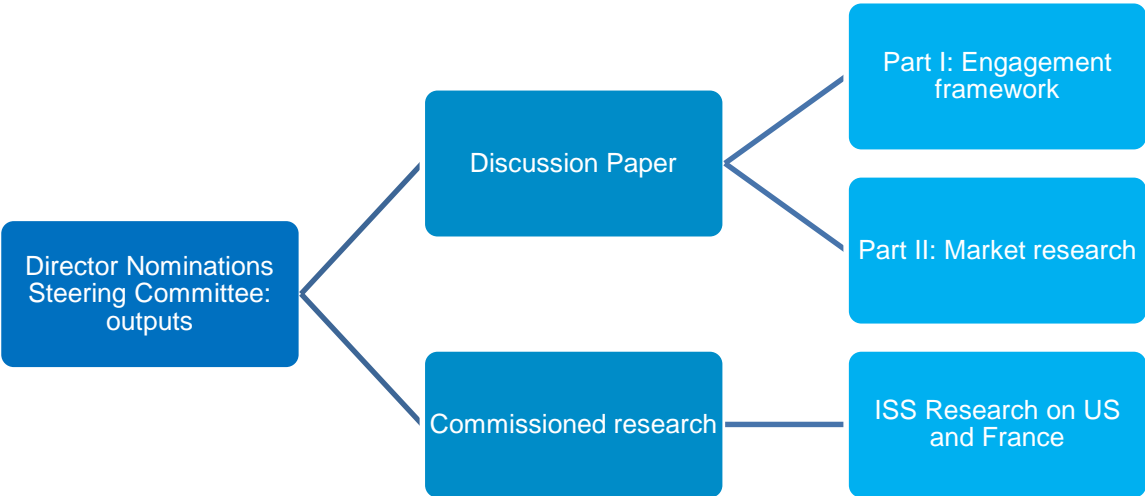 Director Nominations
Steering Committee:
outputs
Discussion Paper
Part I: Engagement
framework
Part II: Market research
Commissioned research
ISS Research on US
and France